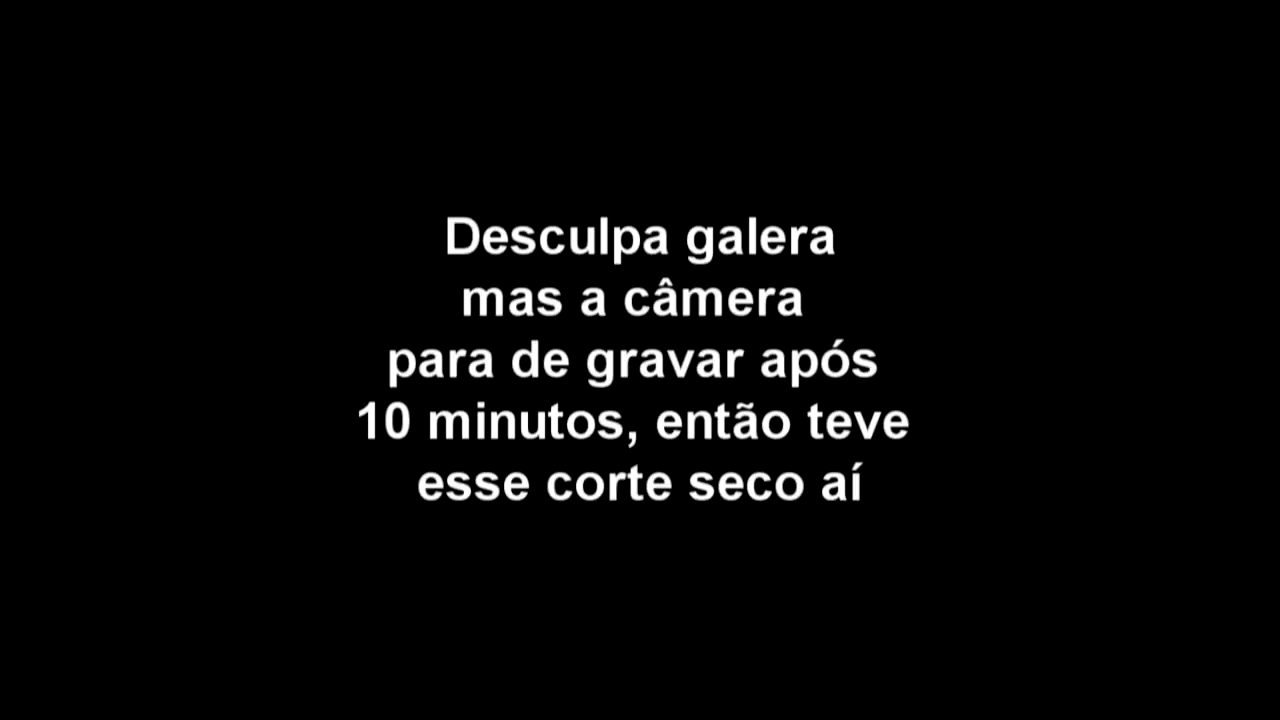 Desculpa galera
mas a câmera
para de gravar após
10 minutos, então teve
esse corte seco aí